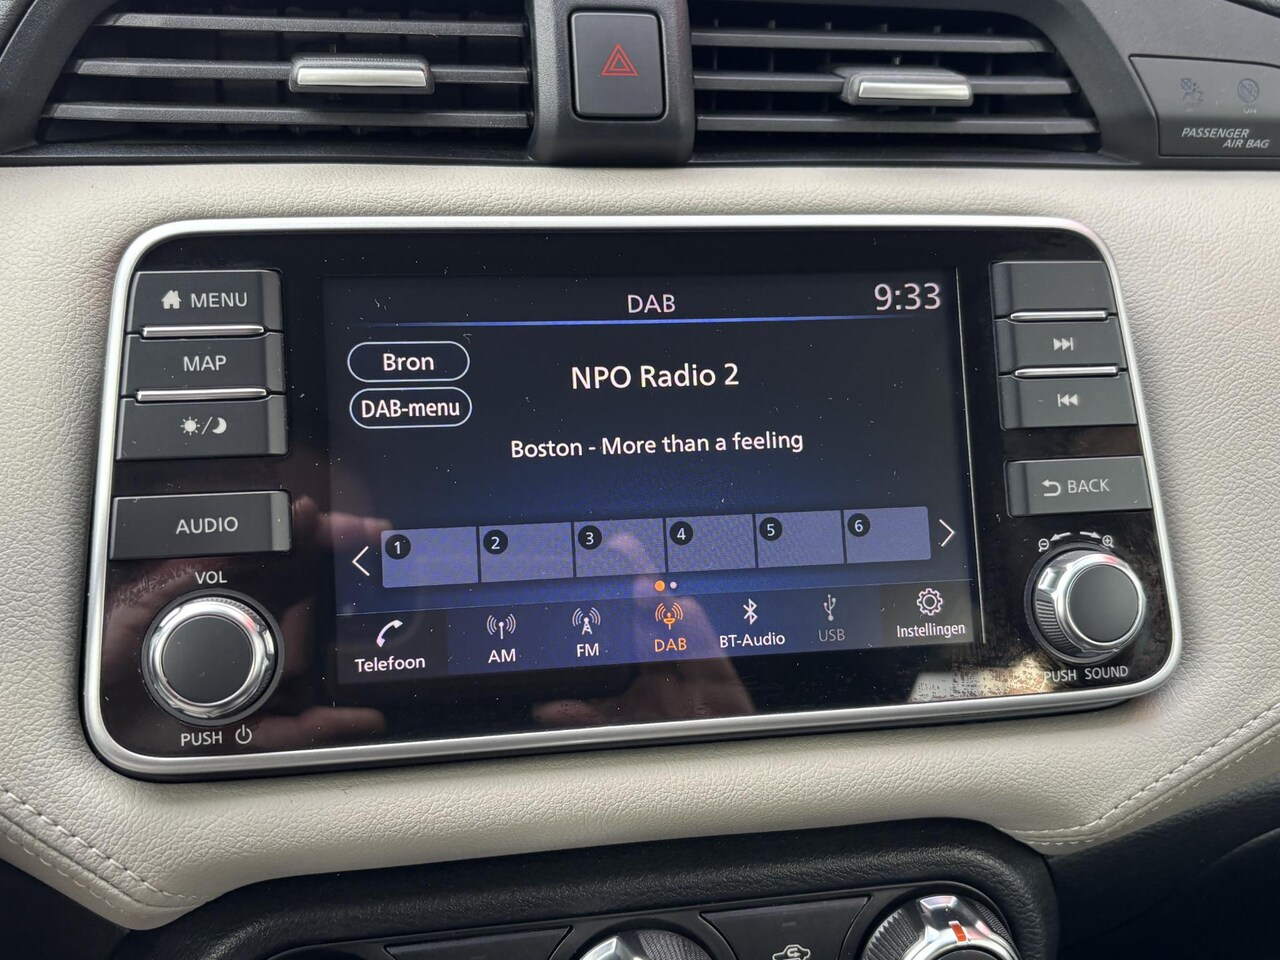 PASSENGER
AIR BAG
MENU
MAP
AUDIO
VOL
PUSH
DAB
9:33
Bron
DAB-menu
NPO Radio 2
Boston - More than a feeling
1
2
3
4
5
6
Telefoon
AM
FM
DAB
BT-Audio
USB
Instellingen
BACK
PUSH SOUND